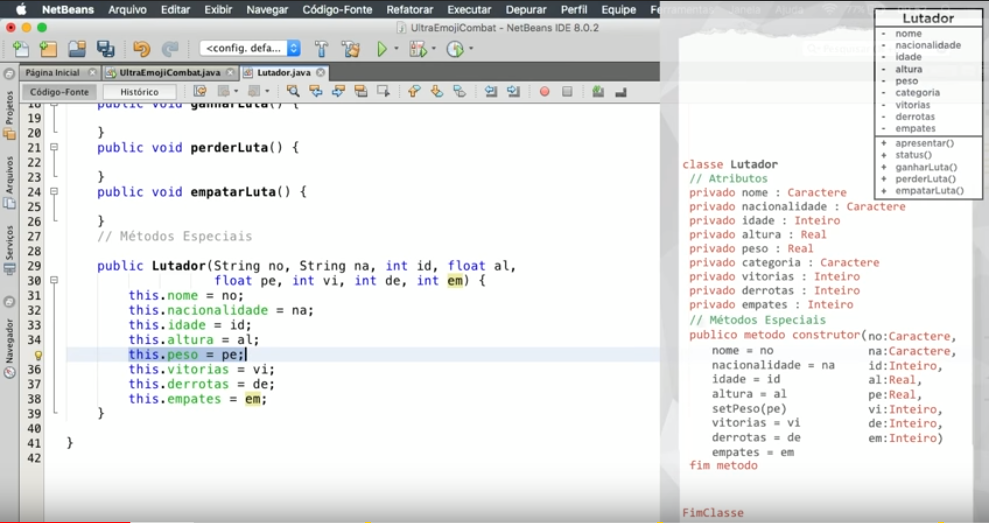 NetBeans Arquivo Editar Exibir Navegar Código-Fonte Refatorar Executar Depurar Perfil Equipe Ferramentas Janela Ajuda
UltraEmojiCombat - NetBeans IDE 8.0.2
<config. defa...
Página Inicial UltraEmojiCombat.java Lutador.java
Código-Fonte Histórico
Projetos
Arquivos
Serviços
Navegador
18 public void ganharLuta() {
19
20 }
21 public void perderLuta() {
22
23 }
24 public void empatarLuta() {
25
26 }
27 // Métodos Especiais
28
29 public Lutador(String no, String na, int id, float al,
30 float pe, int vi, int de, int em) {
31 this.nome = no;
32 this.nacionalidade = na;
33 this.idade = id;
34 this.altura = al;
this.peso = pe;
36 this.vitorias = vi;
37 this.derrotas = de;
38 this.empates = em;
39 }
40
41 }
42
Lutador
- nome
- nacionalidade
- idade
- altura
- peso
- categoria
- vitorias
- derrotas
- empates
+ apresentar()
+ status()
+ ganharLuta()
+ perderLuta()
+ empatarLuta()
classe Lutador
// Atributos
privado nome : Caractere
privado nacionalidade : Caractere
privado idade : Inteiro
privado altura : Real
privado peso : Real
privado categoria : Caractere
privado vitorias : Inteiro
privado derrotas : Inteiro
privado empates : Inteiro
// Métodos Especiais
publico metodo construtor(no:Caractere,
nome = no na:Caractere,
nacionalidade = na id:Inteiro,
idade = id al:Real,
altura = al pe:Real,
setPeso(pe) vi:Inteiro,
vitorias = vi de:Inteiro,
derrotas = de em:Inteiro)
empates = em
fim metodo
FimClasse